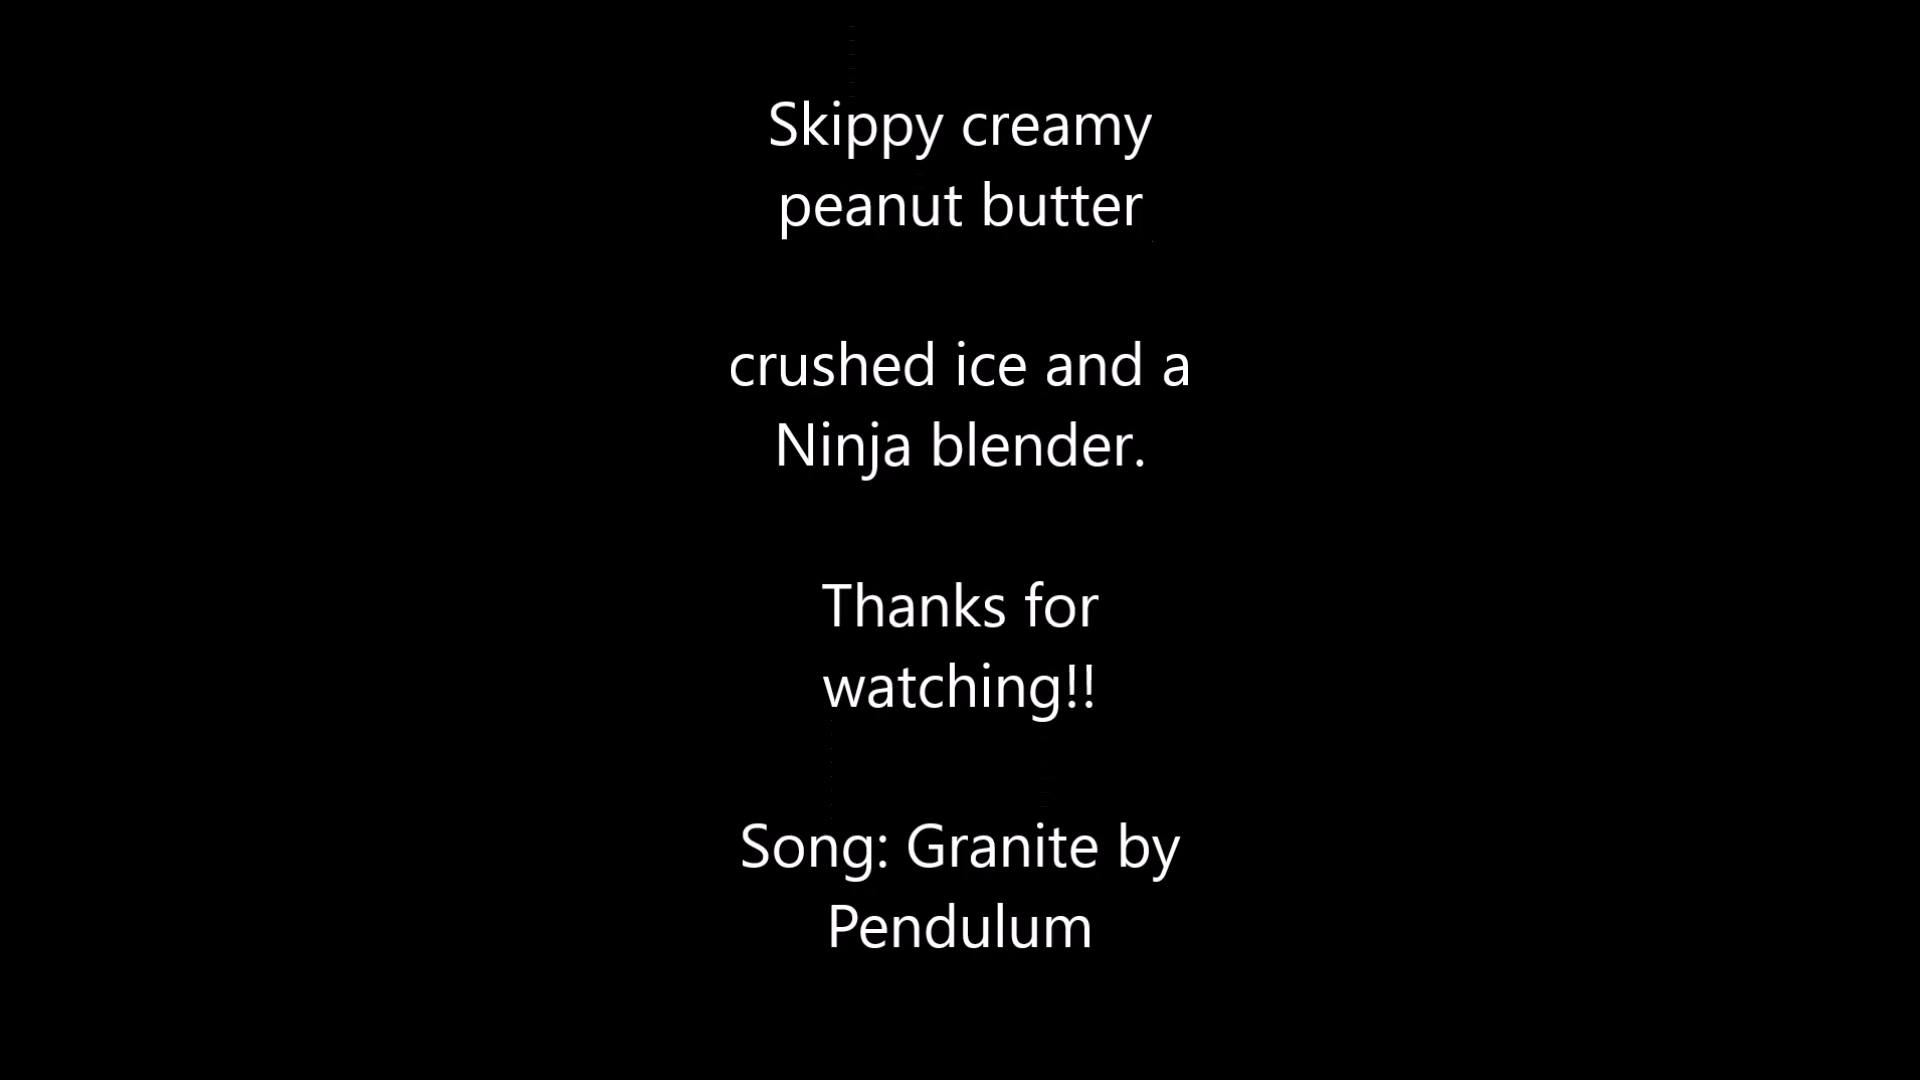 Skippy creamy
peanut butter
crushed ice and a
Ninja blender.
Thanks for
watching!!
Song: Granite by
Pendulum